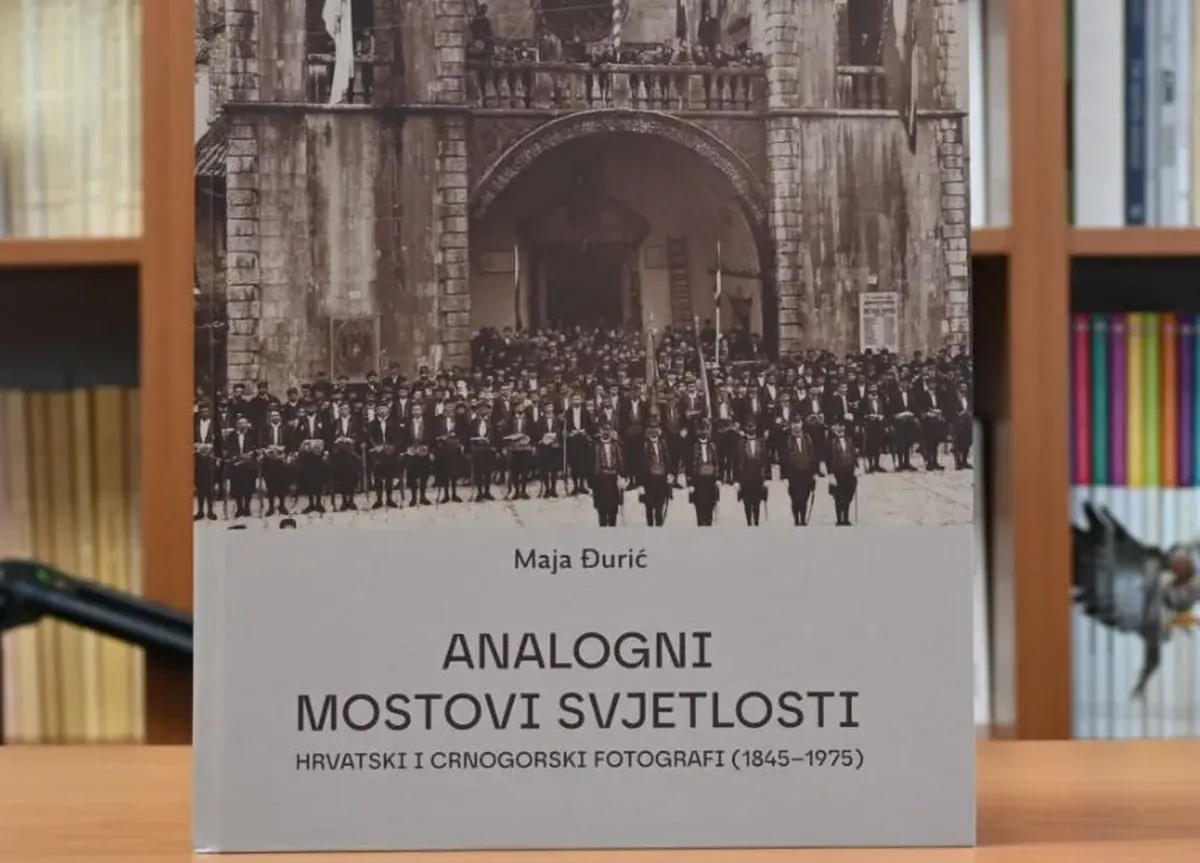 Maja Đurić
ANALOGNI
MOSTOVI SVJETLOSTI
HRVATSKI I CRNOGORSKI FOTOGRAFI (1845–1975)